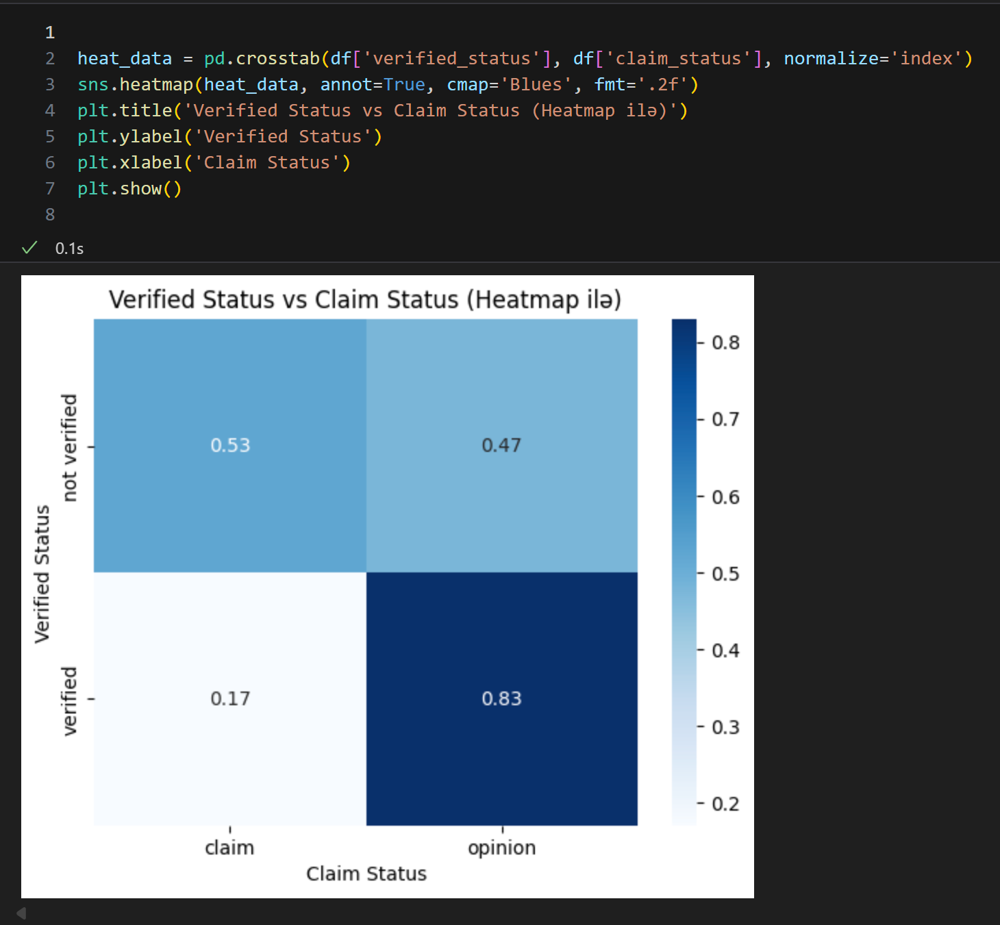 1
2 heat_data = pd.crosstab(df['verified_status'], df['claim_status'], normalize='index')
3 sns.heatmap(heat_data, annot=True, cmap='Blues', fmt='.2f')
4 plt.title('Verified Status vs Claim Status (Heatmap ilə)')
5 plt.ylabel('Verified Status')
6 plt.xlabel('Claim Status')
7 plt.show()
8
0.1s
Verified Status vs Claim Status (Heatmap ilə)
Verified Status
not verified
0.53
0.47
verified
0.17
0.83
claim
opinion
Claim Status
0.8
0.7
0.6
0.5
0.4
0.3
0.2